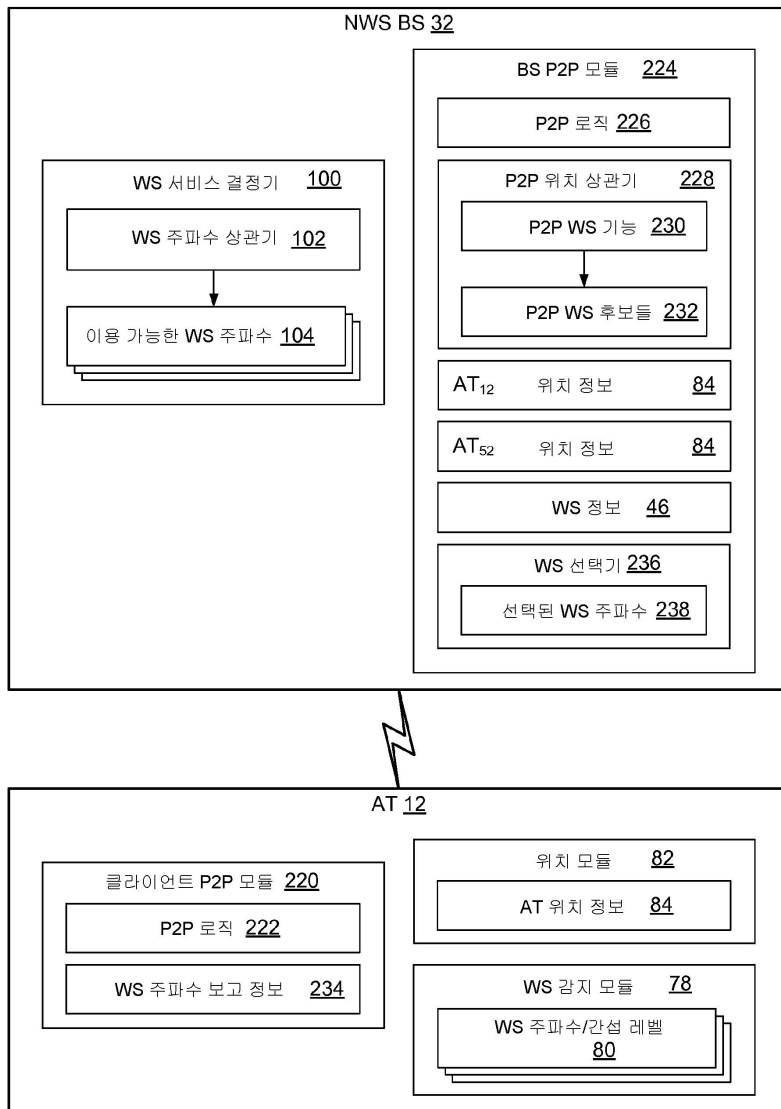 NWS BS 32
WS 서비스 결정기 100
WS 주파수 상관기 102
이용 가능한 WS 주파수 104
BS P2P 모듈 224
P2P 로직 226
P2P 위치 상관기 228
P2P WS 기능 230
P2P WS 후보들 232
AT12 위치 정보 84
AT52 위치 정보 84
WS 정보 46
WS 선택기 236
선택된 WS 주파수 238
AT 12
클라이언트 P2P 모듈 220
P2P 로직 222
WS 주파수 보고 정보 234
위치 모듈 82
AT 위치 정보 84
WS 감지 모듈 78
WS 주파수/간섭 레벨
80